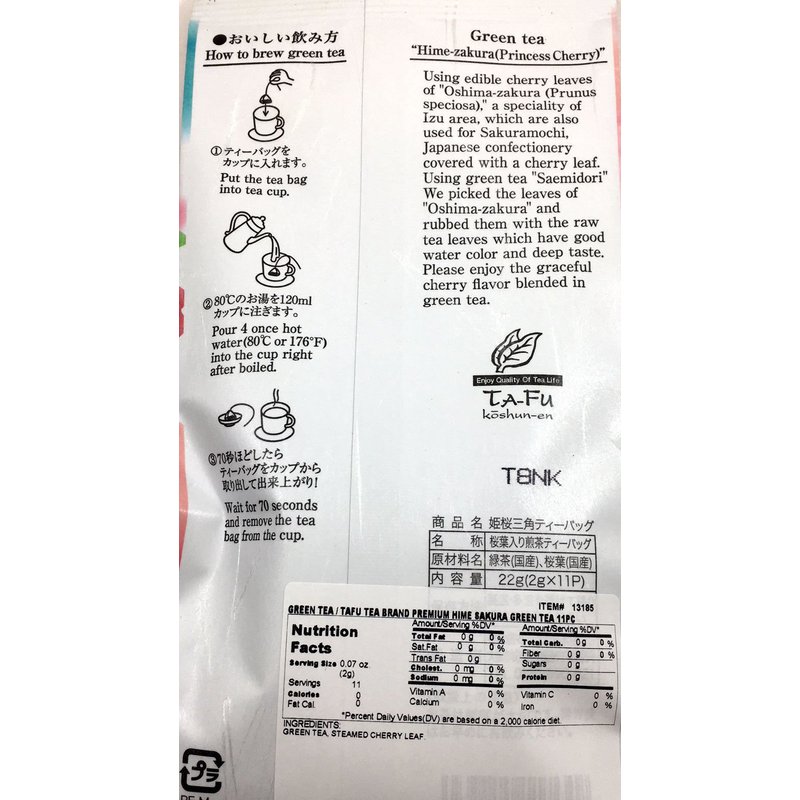 ●おいしい飲み方
How to brew green tea
①ティーバッグを
カップに入れます。
Put the tea bag
into tea cup.
②80℃のお湯を120ml
カップに注ぎます。
Pour 4 once hot
water(80℃ or 176°F)
into the cup right
after boiled.
③70秒ほどしたら
ティーバッグをカップから
取り出して出来上がり!
Wait for 70 seconds
and remove the tea
bag from the cup.
プラ
Green tea
"Hime-zakura(Princess Cherry)"
Using edible cherry leaves
of "Oshima-zakura (Prunus
speciosa)," a speciality of
Izu area, which are also
used for Sakuramochi,
Japanese confectionery
covered with a cherry leaf.
Using green tea "Saemidori"
We picked the leaves of
"Oshima-zakura" and
rubbed them with the raw
tea leaves which have good
water color and deep taste.
Please enjoy the graceful
cherry flavor blended in
green tea.
Enjoy Quality Of Tea Life
TA-FU
kōshun-en
T8NK
商品名 姫桜三角ティーバッグ
名称 桜葉入り煎茶ティーバッグ
原材料名 緑茶(国産)、桜葉(国産)
内容量 22g(2g×11P)
ITEM# 13185
GREEN TEA / TAFU TEA BRAND PREMIUM HIME SAKURA GREEN TEA 11PC
Nutrition
Facts
Serving Size 0.07 oz.
(2g)
Servings 11
Calories 0
Fat Cal. 0
Amount/Serving %DV*
Total Fat 0 g 0 %
Sat.Fat 0 g 0 %
Trans Fat 0 g
Cholest. 0 mg 0 %
Sodium 0 mg 0 %
Vitamin A 0 %
Calcium 0 %
Amount/Serving %DV*
Total Carb. 0 g 0 %
Fiber 0 g 0 %
Sugars 0 g
Protein 0 g
Vitamin C 0 %
Iron 0 %
*Percent Daily Values(DV) are based on a 2,000 calorie diet.
INGREDIENTS:
GREEN TEA, STEAMED CHERRY LEAF.